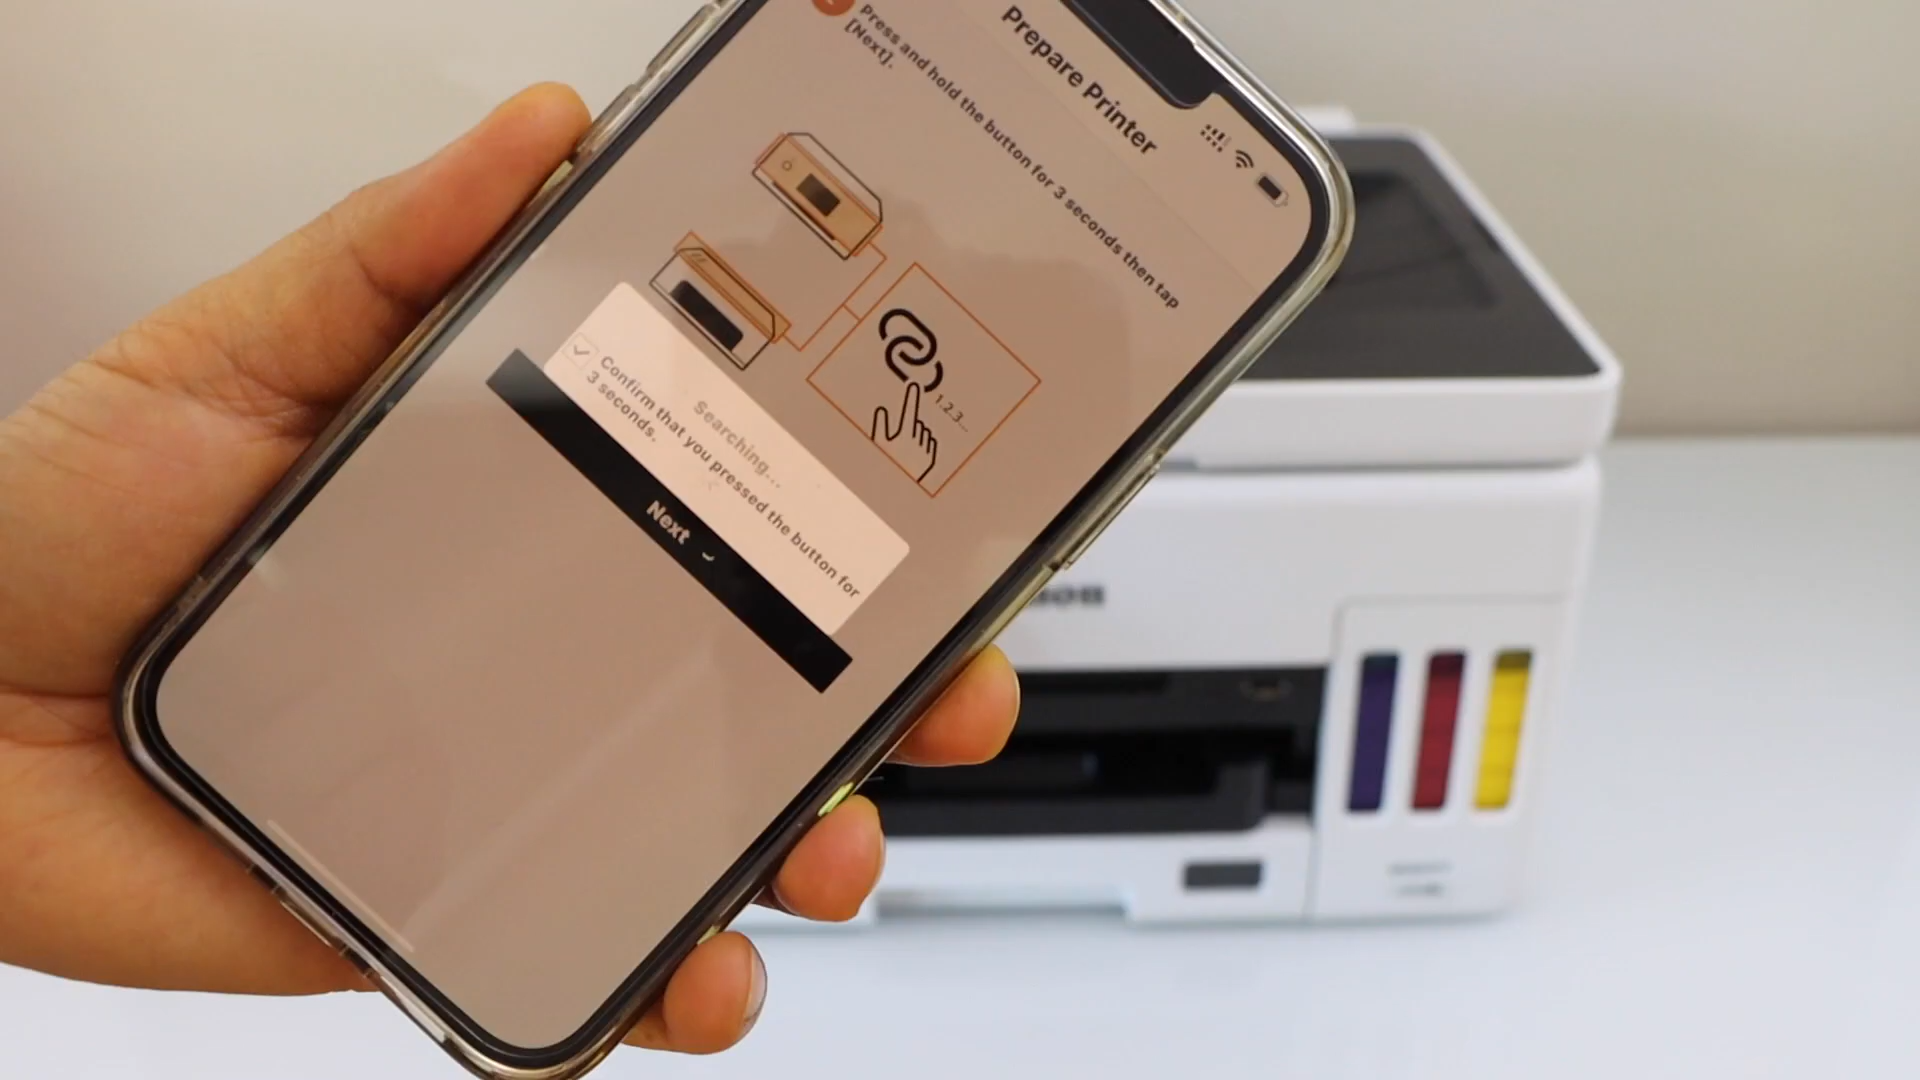 Prepare Printer
Press and hold the button for 3 seconds then tap
[Next].
1,2,3...
Searching...
Confirm that you pressed the button for
3 seconds.
Next